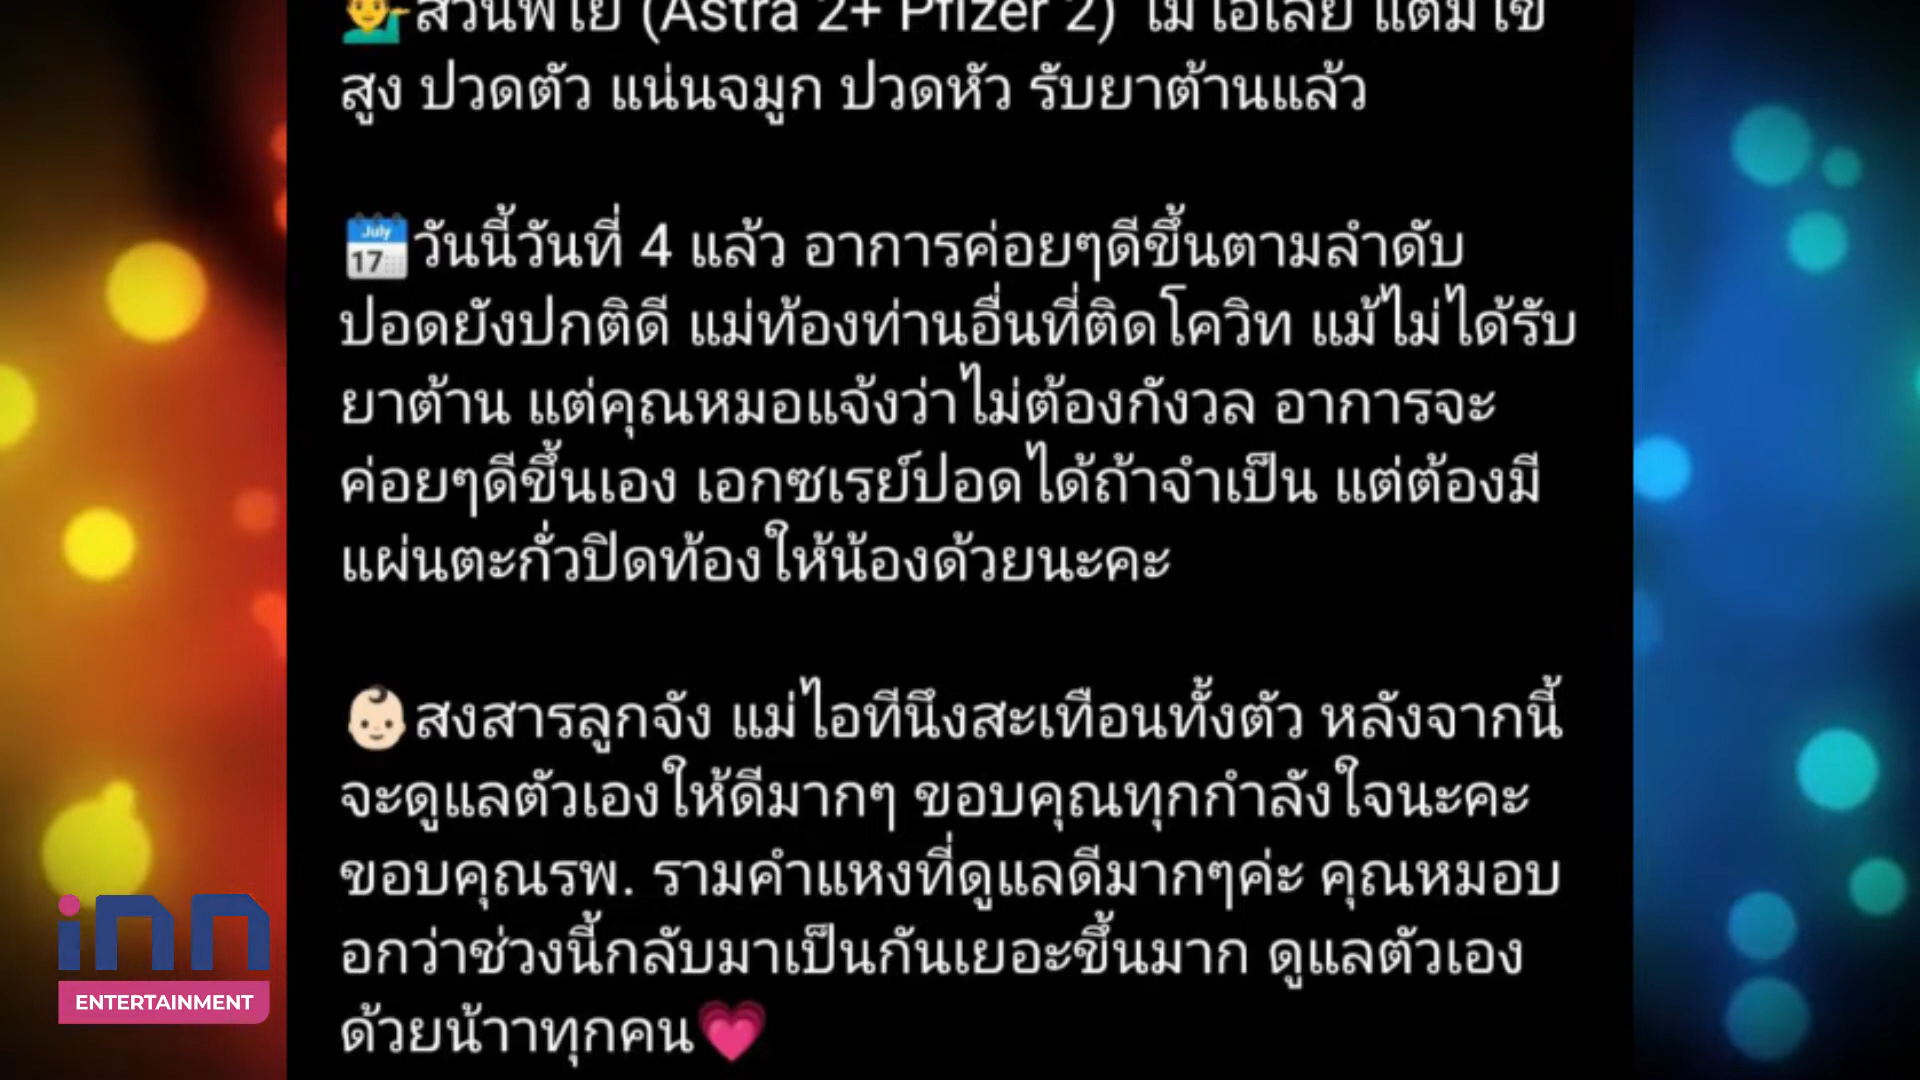 (Astra 2+ Pfizer 2) ไม่ไอเลย แต่มีไข้
สูง ปวดตัว แน่นจมูก ปวดหัว รับยาต้านแล้ว
July
17
วันนี้วันที่ 4 แล้ว อาการค่อยๆดีขึ้นตามลำดับ
ปอดยังปกติดี แม่ท้องท่านอื่นที่ติดโควิท แม้ไม่ได้รับ
ยาต้าน แต่คุณหมอแจ้งว่าไม่ต้องกังวล อาการจะ
ค่อยๆดีขึ้นเอง เอกซเรย์ปอดได้ถ้าจำเป็น แต่ต้องมี
แผ่นตะกั่วปิดท้องให้น้องด้วยนะคะ
👶🏻สงสารลูกจัง แม่ไอทีนึงสะเทือนทั้งตัว หลังจากนี้
จะดูแลตัวเองให้ดีมากๆ ขอบคุณทุกกำลังใจนะคะ
ขอบคุณรพ. รามคำแหงที่ดูแลดีมากๆค่ะ คุณหมอบ
อกว่าช่วงนี้กลับมาเป็นกันเยอะขึ้นมาก ดูแลตัวเอง
ด้วยน้าาทุกคน💗
inn
ENTERTAINMENT